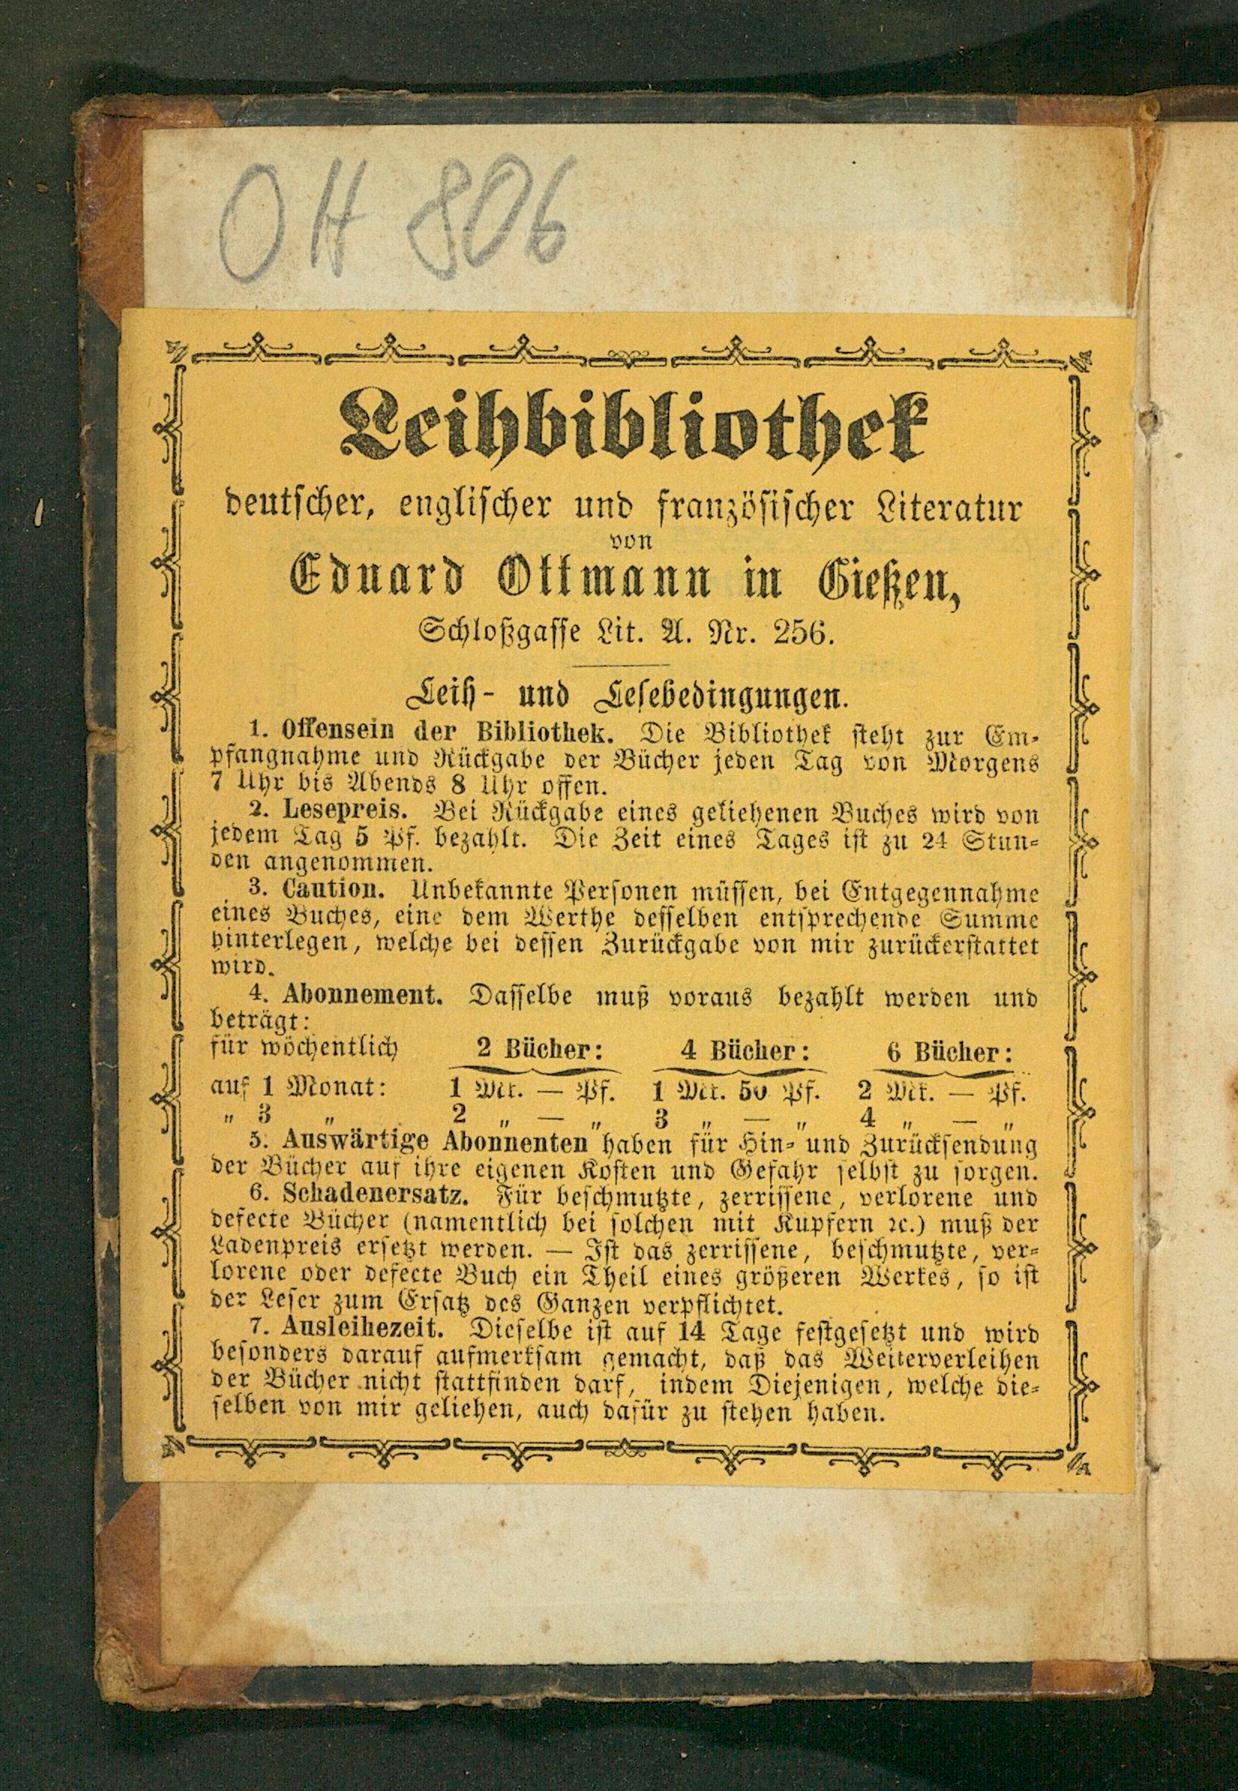 OH 806
Leihbibliothek
deutscher, englischer und französischer Literatur
von
Eduard Ottmann in Gießen,
Schloßgasse Lit. A. Nr. 256.
Leih- und Lesebedingungen.
1. Offensein der Bibliothek. Die Bibliothek steht zur Em-
pfangnahme und Rückgabe der Bücher jeden Tag von Morgens
7 Uhr bis Abends 8 Uhr offen.
2. Lesepreis. Bei Rückgabe eines geliehenen Buches wird von
jedem Tag 5 Pf. bezahlt. Die Zeit eines Tages ist zu 24 Stun-
den angenommen.
3. Caution. Unbekannte Personen müssen, bei Entgegennahme
eines Buches, eine dem Werthe desselben entsprechende Summe
hinterlegen, welche bei dessen Zurückgabe von mir zurückerstattet
wird.
4. Abonnement. Dasselbe muß voraus bezahlt werden und
beträgt:
für wöchentlich 2 Bücher: 4 Bücher: 6 Bücher:
auf 1 Monat: 1 Mk. — Pf. 1 Mk. 50 Pf. 2 Mk. — Pf.
„ 3 „ 2 „ — „ 3 „ — „ 4 „ — „
5. Auswärtige Abonnenten haben für Hin- und Zurücksendung
der Bücher auf ihre eigenen Kosten und Gefahr selbst zu sorgen.
6. Schadenersatz. Für beschmutzte, zerrissene, verlorene und
defecte Bücher (namentlich bei solchen mit Kupfern ꝛc.) muß der
Ladenpreis ersetzt werden. — Ist das zerrissene, beschmutzte, ver-
lorene oder defecte Buch ein Theil eines größeren Werkes, so ist
der Leser zum Ersatz des Ganzen verpflichtet.
7. Ausleihezeit. Dieselbe ist auf 14 Tage festgesetzt und wird
besonders darauf aufmerksam gemacht, daß das Weiterverleihen
der Bücher nicht stattfinden darf, indem Diejenigen, welche die-
selben von mir geliehen, auch dafür zu stehen haben.